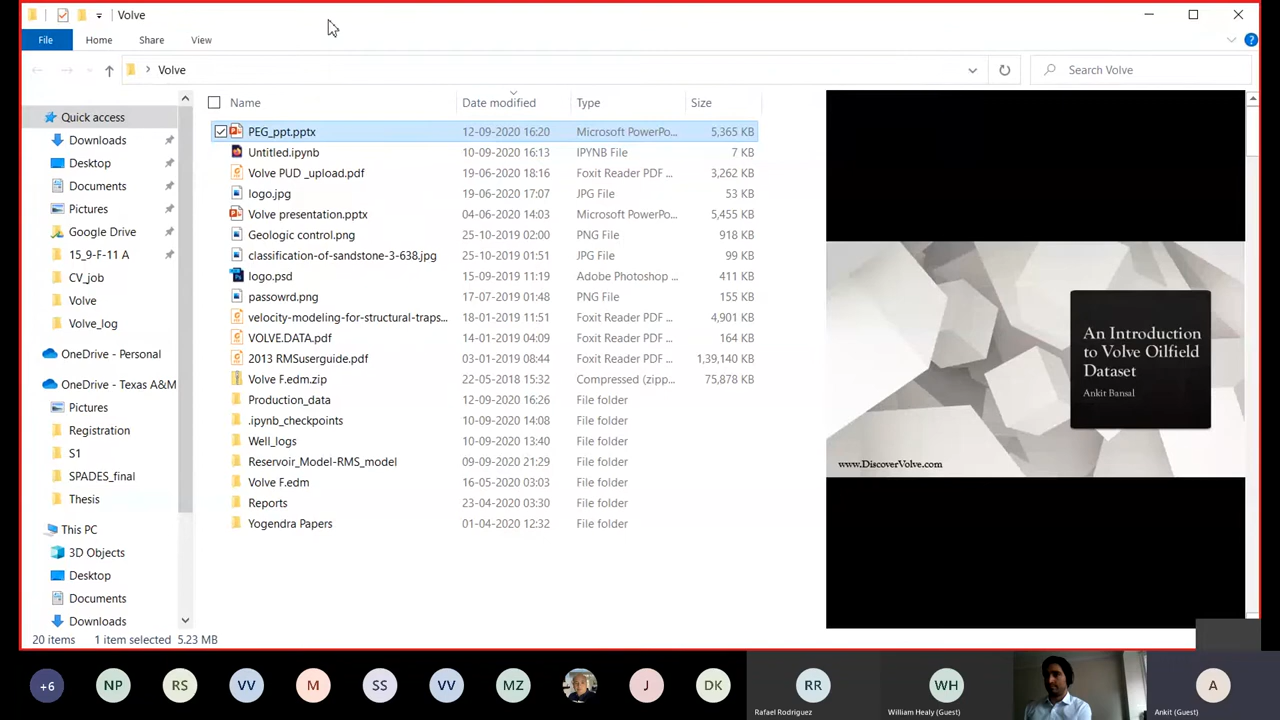 Volve
File Home Share View
Volve
Search Volve
Quick access
Downloads
Desktop
Documents
Pictures
Google Drive
15_9-F-11 A
CV_job
Volve
Volve_log
OneDrive - Personal
OneDrive - Texas A&M
Pictures
Registration
S1
SPADES_final
Thesis
This PC
3D Objects
Desktop
Documents
Downloads
Name Date modified Type Size
PEG_ppt.pptx 12-09-2020 16:20 Microsoft PowerPo... 5,365 KB
Untitled.ipynb 10-09-2020 16:13 IPYNB File 7 KB
Volve PUD _upload.pdf 19-06-2020 18:16 Foxit Reader PDF ... 3,262 KB
logo.jpg 19-06-2020 17:07 JPG File 53 KB
Volve presentation.pptx 04-06-2020 14:03 Microsoft PowerPo... 5,455 KB
Geologic control.png 25-10-2019 02:00 PNG File 918 KB
classification-of-sandstone-3-638.jpg 25-10-2019 01:51 JPG File 99 KB
logo.psd 15-09-2019 11:19 Adobe Photoshop ... 411 KB
passowrd.png 17-07-2019 01:48 PNG File 155 KB
velocity-modeling-for-structural-traps... 18-01-2019 11:51 Foxit Reader PDF ... 4,901 KB
VOLVE.DATA.pdf 14-01-2019 04:09 Foxit Reader PDF ... 164 KB
2013 RMSuserguide.pdf 03-01-2019 08:44 Foxit Reader PDF ... 1,39,140 KB
Volve F.edm.zip 22-05-2018 15:32 Compressed (zipp... 75,878 KB
Production_data 12-09-2020 16:26 File folder
.ipynb_checkpoints 10-09-2020 14:08 File folder
Well_logs 10-09-2020 13:40 File folder
Reservoir_Model-RMS_model 09-09-2020 21:29 File folder
Volve F.edm 16-05-2020 03:03 File folder
Reports 23-04-2020 03:30 File folder
Yogendra Papers 01-04-2020 12:32 File folder
An Introduction
to Volve Oilfield
Dataset
Ankit Bansal
www.DiscoverVolve.com
20 items 1 item selected 5.23 MB
+6 NP RS VV M SS VV MZ J DK RR WH A
Rafael Rodriguez William Healy (Guest) Ankit (Guest)